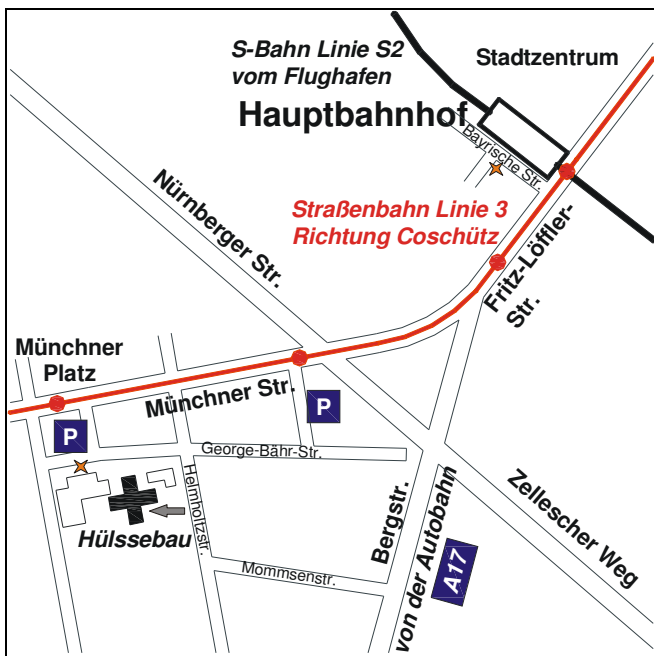 S-Bahn Linie S2
vom Flughafen
Stadtzentrum
Hauptbahnhof
Bayrische Str.
Nürnberger Str.
Straßenbahn Linie 3
Richtung Coschütz
Fritz-Löffler-
Str.
Münchner
Platz
Münchner Str.
P
P
George-Bähr-Str.
Helmholtzstr.
Hülssebau
Mommsenstr.
Bergstr.
von der Autobahn
A17
Zellescher Weg